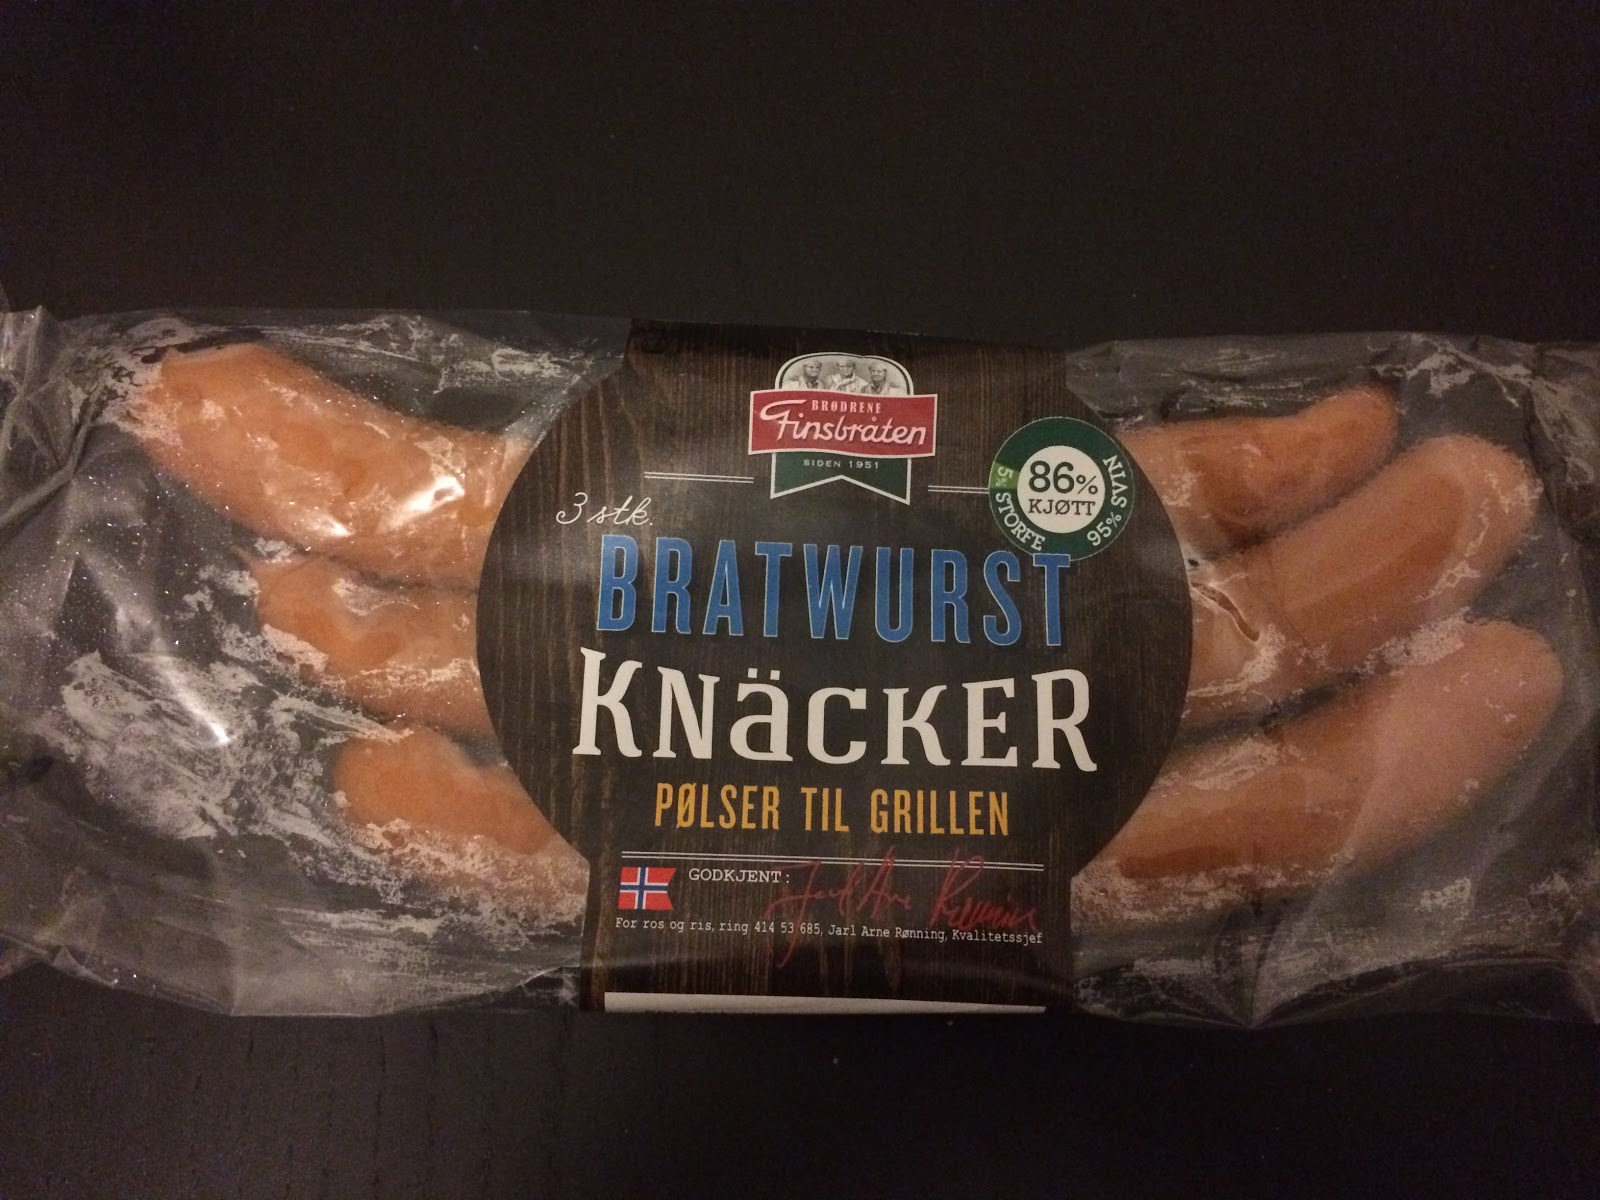 BRØDRENE
Finsbråten
SIDEN 1951
3 stk.
86%
KJØTT
5% STORFE
95% SVIN
BRATWURST
KNÄCKER
PØLSER TIL GRILLEN
GODKJENT:
For ros og ris, ring 414 53 685, Jarl Arne Rønning, Kvalitetssjef